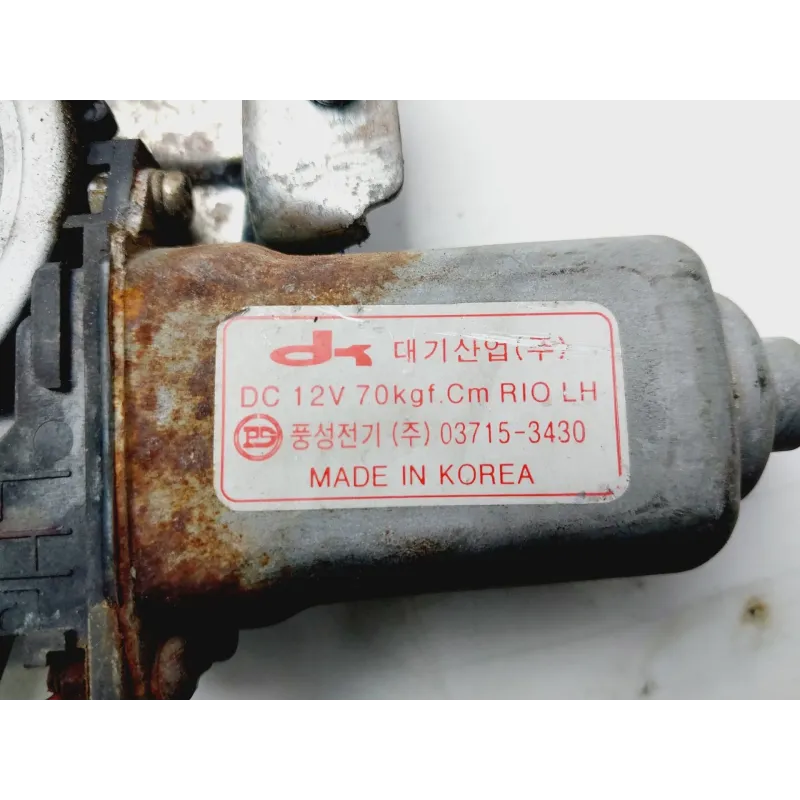 dk 대기산업(주)
DC 12V 70kgf.Cm RIO LH
PS 풍성전기(주) 03715-3430
MADE IN KOREA
LH